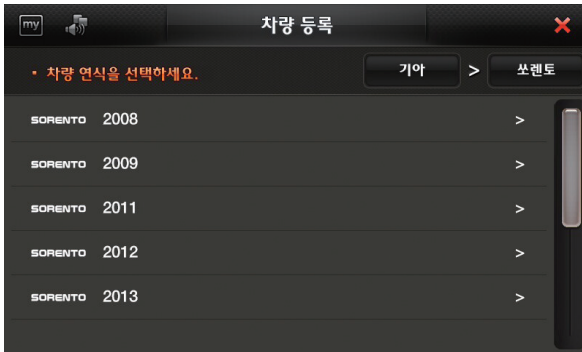 my 차량 등록
• 차량 연식을 선택하세요. 기아 > 쏘렌토
SORENTO 2008 >
SORENTO 2009 >
SORENTO 2011 >
SORENTO 2012 >
SORENTO 2013 >